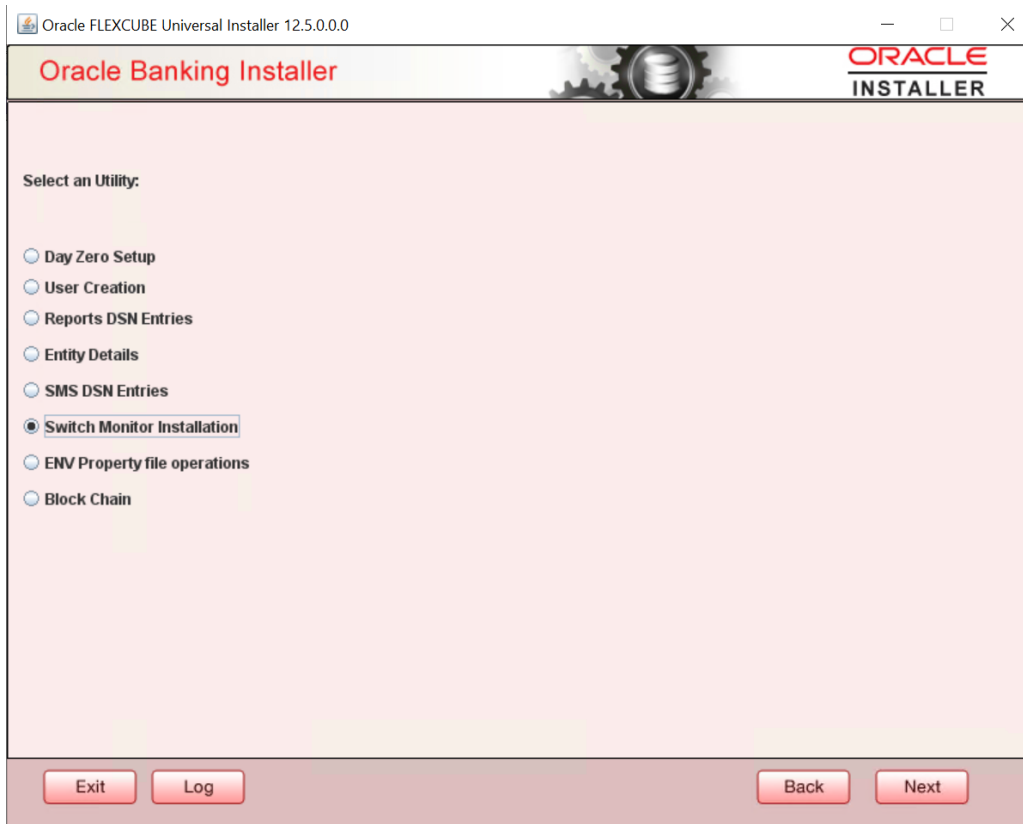 Oracle FLEXCUBE Universal Installer 12.5.0.0.0
Oracle Banking Installer
ORACLE
INSTALLER
Select an Utility:
Day Zero Setup
User Creation
Reports DSN Entries
Entity Details
SMS DSN Entries
Switch Monitor Installation
ENV Property file operations
Block Chain
Exit Log Back Next